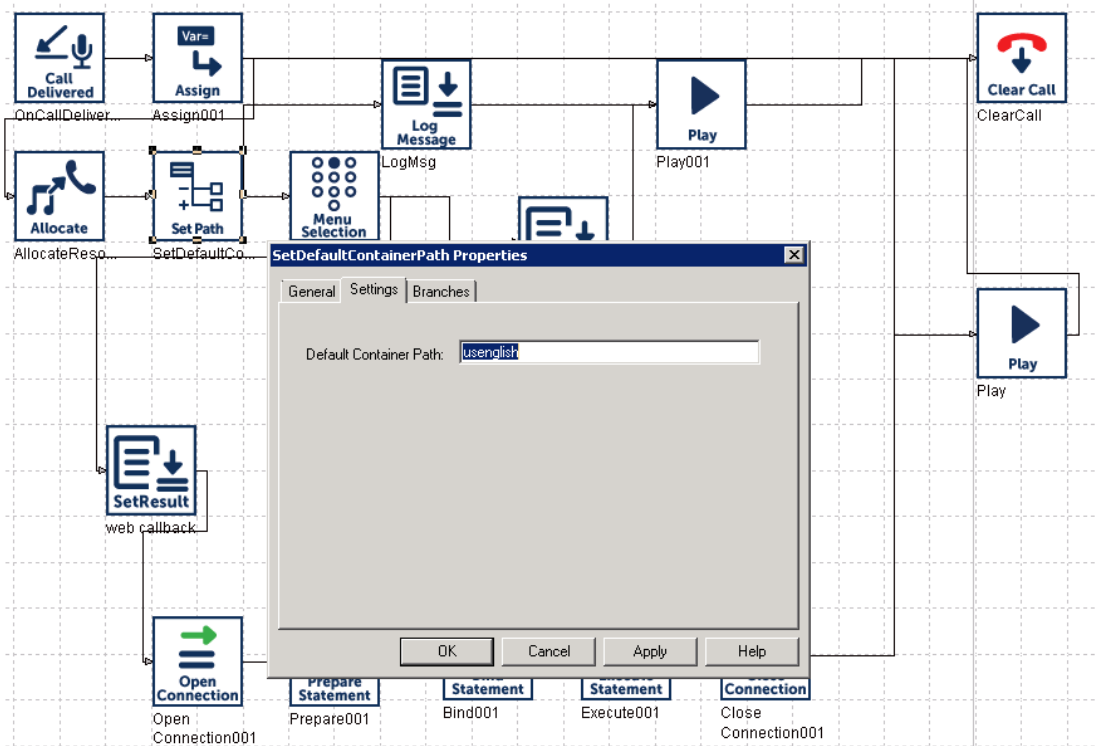 Call
Delivered
OnCallDeliver...
Var=
Assign
Assign001
Log
Message
LogMsg
Play
Play001
Clear Call
ClearCall
Allocate
AllocateReso...
Set Path
SetDefaultCo...
Menu
Selection
SetDefaultContainerPath Properties
General
Settings
Branches
Default Container Path:
usenglish
OK
Cancel
Apply
Help
Play
Play
SetResult
web callback
Open
Connection
Open
Connection001
Prepare
Statement
Prepare001
Statement
Bind001
Statement
Execute001
Connection
Close
Connection001